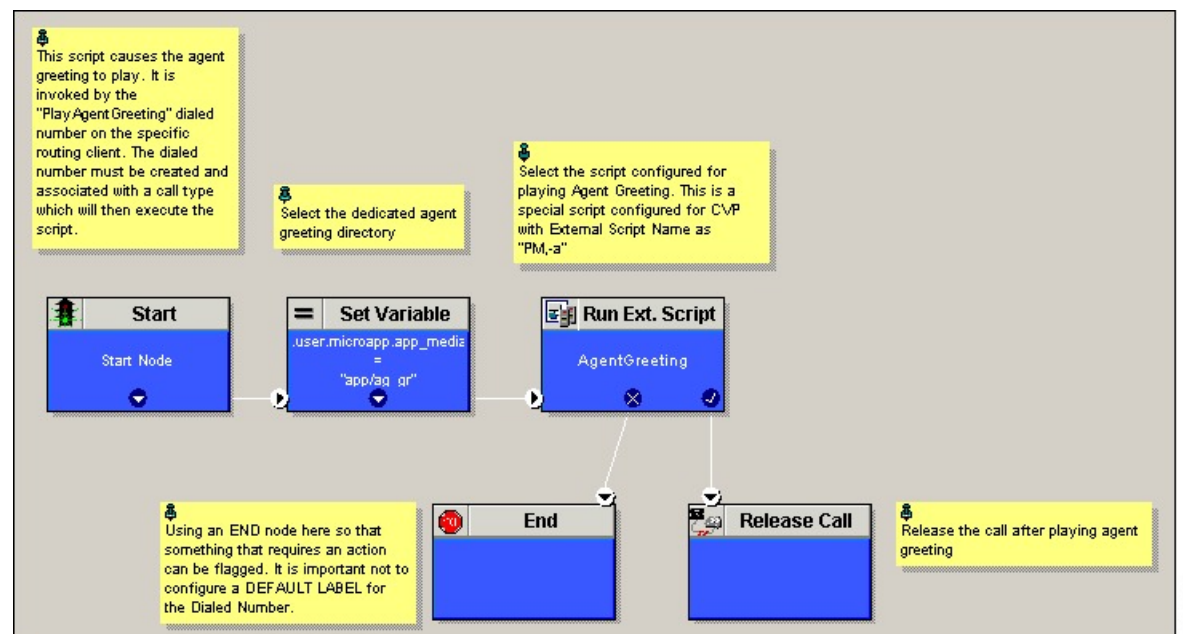 This script causes the agent
greeting to play. It is
invoked by the
"PlayAgentGreeting" dialed
number on the specific
routing client. The dialed
number must be created and
associated with a call type
which will then execute the
script.
Select the dedicated agent
greeting directory
Select the script configured for
playing Agent Greeting. This is a
special script configured for CVP
with External Script Name as
"PM,-a"
Start
Start Node
= Set Variable
.user.microapp.app_media
=
"app/ag_gr"
Run Ext. Script
AgentGreeting
Using an END node here so that
something that requires an action
can be flagged. It is important not to
configure a DEFAULT LABEL for
the Dialed Number.
End
Release Call
Release the call after playing agent
greeting